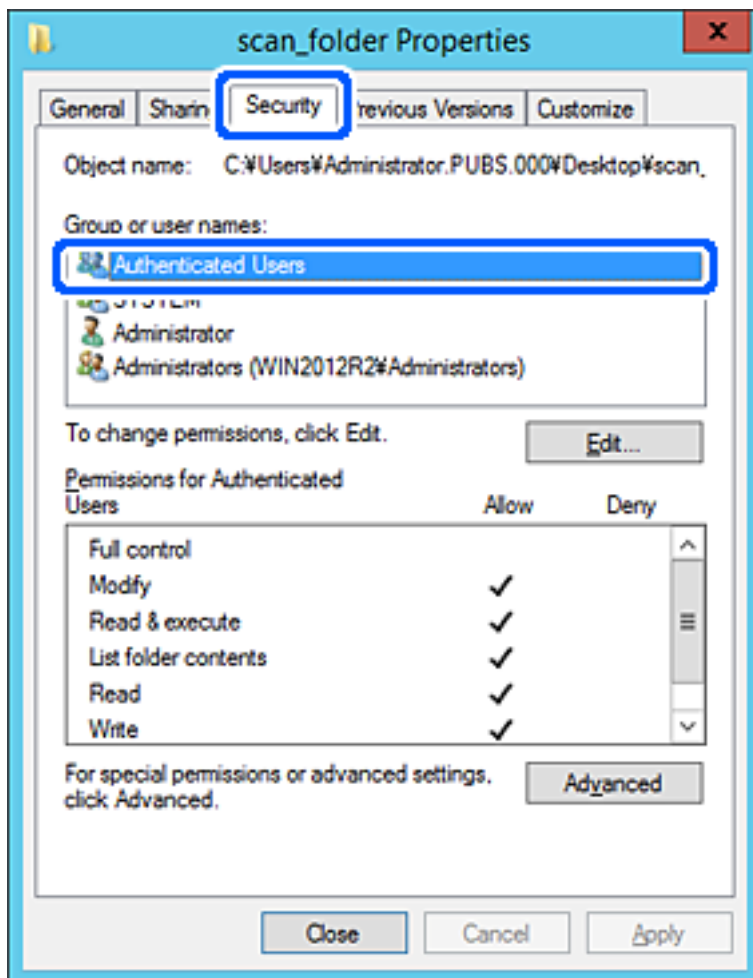 scan_folder Properties
x
General Security Previous Versions Customize
Object name: C:¥Users¥Administrator.PUBS.000¥Desktop¥scan_
Group or user names:
Authenticated Users
SYSTEM
Administrator
Administrators (WIN2012R2¥Administrators)
To change permissions, click Edit.
Edit...
Permissions for Authenticated
Users Allow Deny
Full control
Modify
Read & execute
List folder contents
Read
Write
For special permissions or advanced settings,
click Advanced.
Advanced
Close Cancel Apply